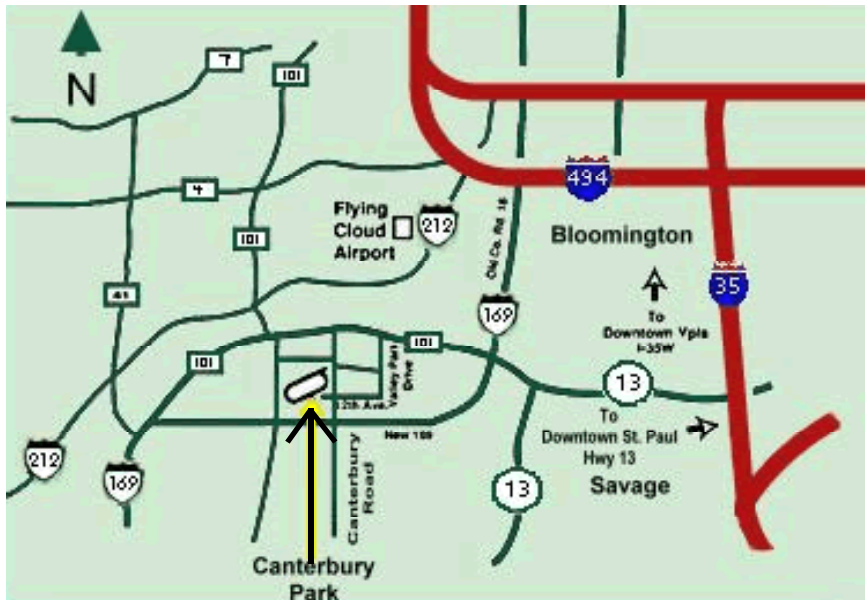 7
101
N
494
4
Flying
Cloud
Airport
212
Old Co. Rd. 18
Bloomington
101
35
41
169
To
Downtown Vpls
I-35W
101
101
Valley Park
Drive
13
12th Ave.
To
Downtown St. Paul
Hwy 13
New 169
212
169
Canterbury
Road
13
Savage
Canterbury
Park